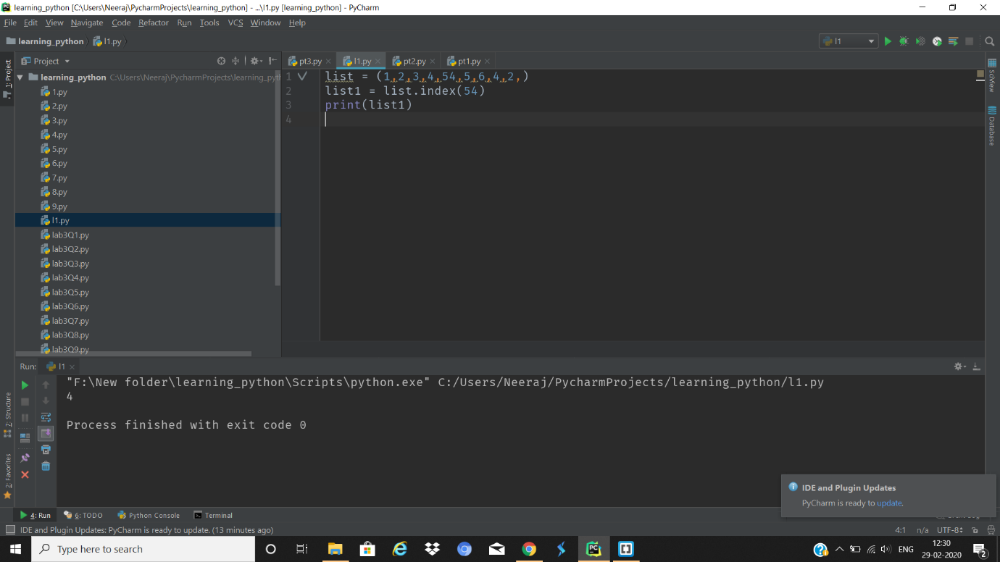 learning_python [C:\Users\Neeraj\PycharmProjects\learning_python] - ...\l1.py [learning_python] - PyCharm
File Edit View Navigate Code Refactor Run Tools VCS Window Help
learning_python l1.py
l1
1: Project
Project
pt3.py l1.py pt2.py pt1.py
learning_python C:\Users\Neeraj\PycharmProjects\learning_pyth
1.py
2.py
3.py
4.py
5.py
6.py
7.py
8.py
9.py
l1.py
lab3Q1.py
lab3Q2.py
lab3Q3.py
lab3Q4.py
lab3Q5.py
lab3Q6.py
lab3Q7.py
lab3Q8.py
lab3Q9.py
1 list = (1,2,3,4,54,5,6,4,2,)
2 list1 = list.index(54)
3 print(list1)
4
SciView
Database
Run: l1
"F:\New folder\learning_python\Scripts\python.exe" C:/Users/Neeraj/PycharmProjects/learning_python/l1.py
4
Process finished with exit code 0
7: Structure
2: Favorites
IDE and Plugin Updates
PyCharm is ready to update.
4: Run 6: TODO Python Console Terminal
IDE and Plugin Updates: PyCharm is ready to update. (13 minutes ago)
4:1 n/a UTF-8
Type here to search
ENG
12:30
29-02-2020
2